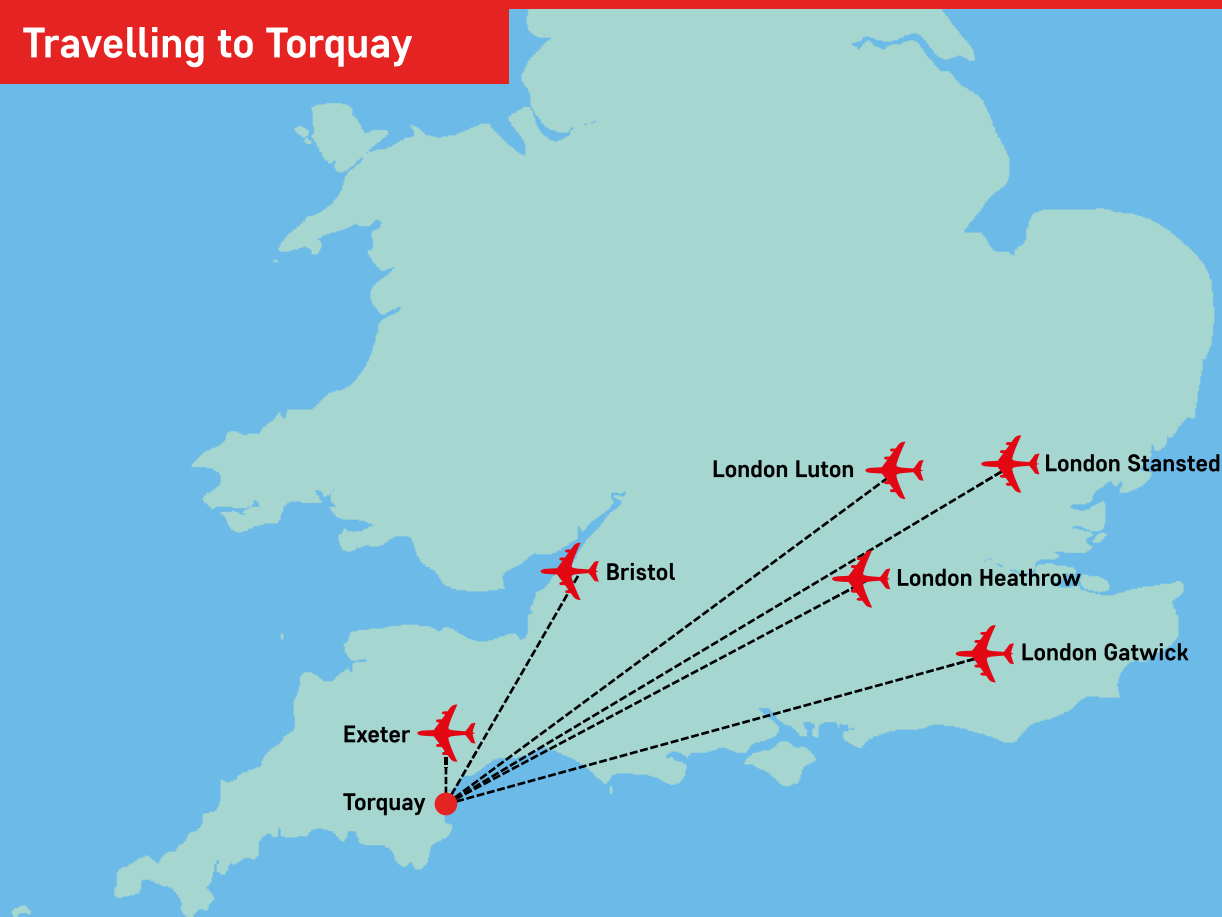 Travelling to Torquay
London Luton
London Stansted
Bristol
London Heathrow
London Gatwick
Exeter
Torquay